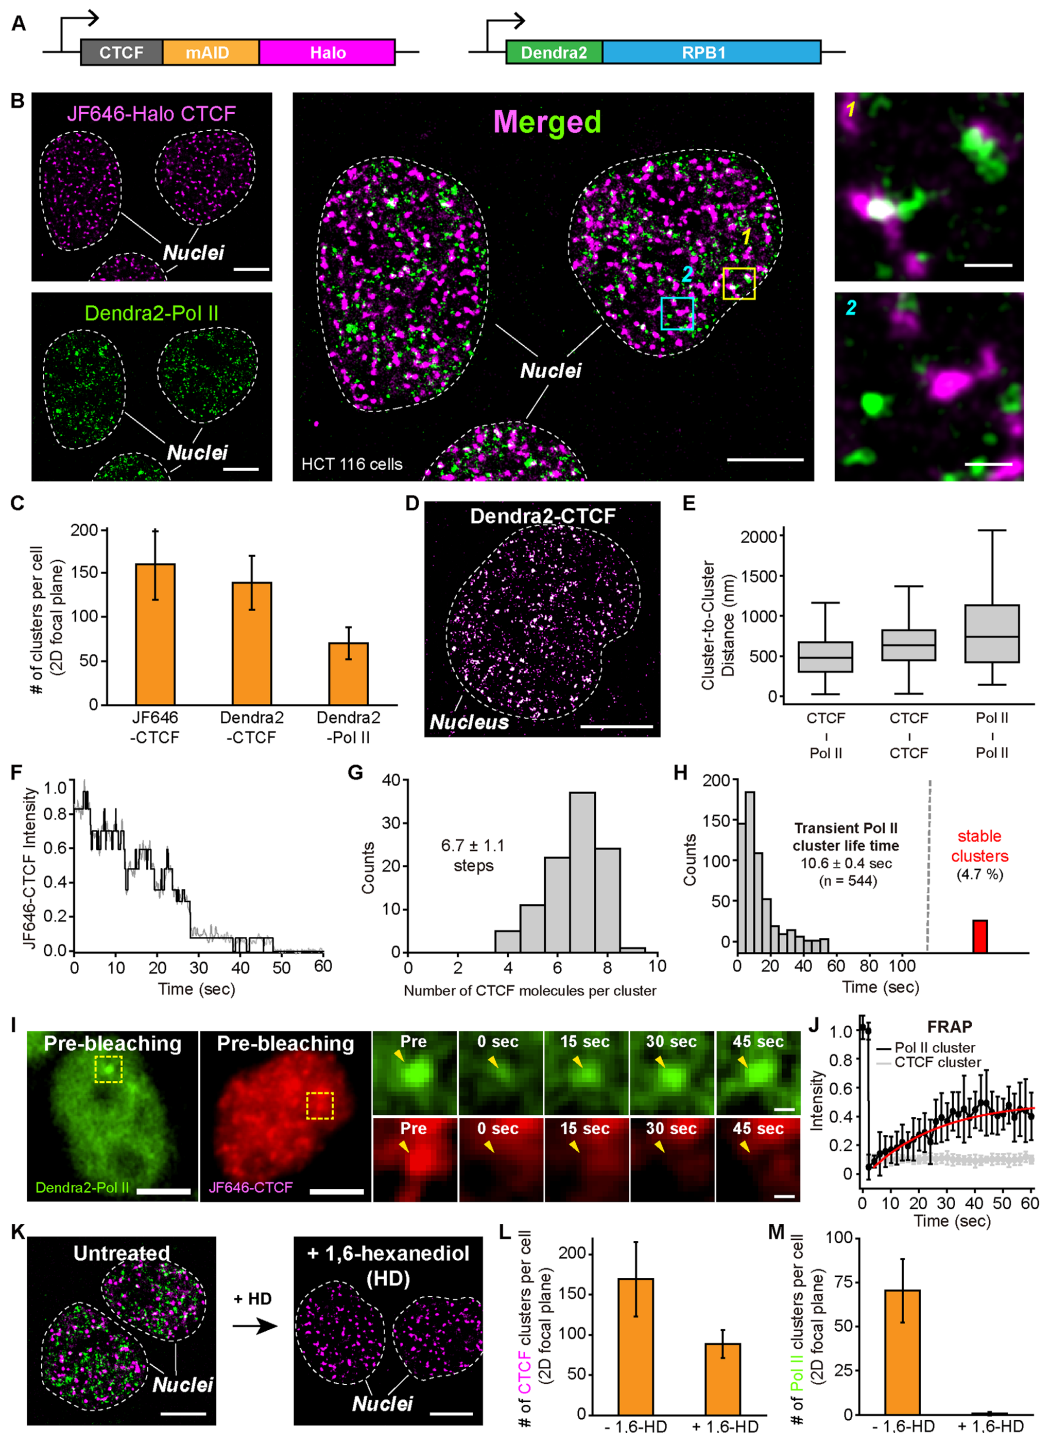 A
CTCF mAID Halo
Dendra2 RPB1
B
JF646-Halo CTCF
Nuclei
Dendra2-Pol II
Nuclei
Merged
1
2
Nuclei
HCT 116 cells
1
2
C
# of clusters per cell
(2D focal plane)
200
150
100
50
0
JF646
-CTCF
Dendra2
-CTCF
Dendra2
-Pol II
D
Dendra2-CTCF
Nucleus
E
Cluster-to-Cluster
Distance (nm)
2000
1500
1000
500
0
CTCF
-
Pol II
CTCF
-
CTCF
Pol II
-
Pol II
F
JF646-CTCF Intensity
1.0
0.8
0.6
0.4
0.2
0.0
0 10 20 30 40 50 60
Time (sec)
G
Counts
40
30
20
10
0
6.7 ± 1.1
steps
0 2 4 6 8 10
Number of CTCF molecules per cluster
H
Counts
200
150
100
50
0
Transient Pol II
cluster life time
10.6 ± 0.4 sec
(n = 544)
stable
clusters
(4.7 %)
0 20 40 60 80 100
Time (sec)
I
Pre-bleaching
Dendra2-Pol II
Pre-bleaching
JF646-CTCF
Pre 0 sec 15 sec 30 sec 45 sec
Pre 0 sec 15 sec 30 sec 45 sec
J
FRAP
Pol II cluster
CTCF cluster
Intensity
1.0
0.8
0.6
0.4
0.2
0
0 10 20 30 40 50 60
Time (sec)
K
Untreated
Nuclei
+ HD
+ 1,6-hexanediol
(HD)
Nuclei
L
# of CTCF clusters per cell
(2D focal plane)
200
150
100
50
0
- 1,6-HD + 1,6-HD
M
# of Pol II clusters per cell
(2D focal plane)
100
75
50
25
0
- 1,6-HD + 1,6-HD